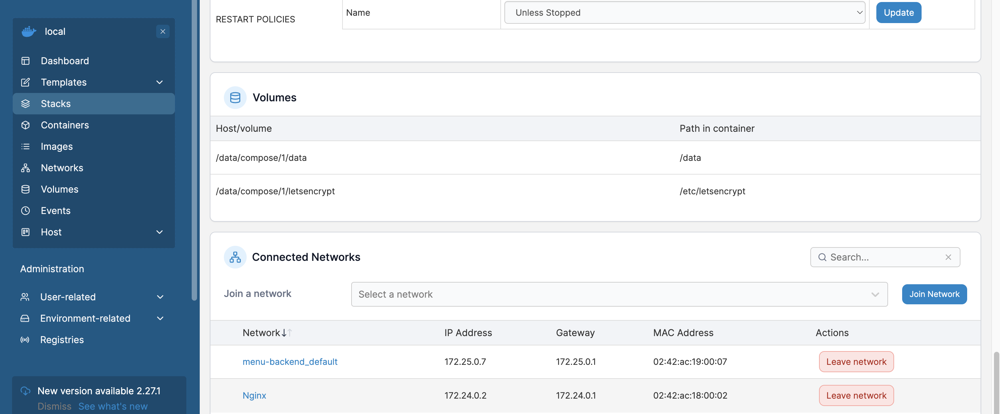 local
Dashboard
Templates
Stacks
Containers
Images
Networks
Volumes
Events
Host
Administration
User-related
Environment-related
Registries
New version available 2.27.1
Dismiss See what's new
RESTART POLICIES
Name
Unless Stopped
Update
Volumes
Host/volume Path in container
/data/compose/1/data /data
/data/compose/1/letsencrypt /etc/letsencrypt
Connected Networks
Search...
Join a network
Select a network
Join Network
Network IP Address Gateway MAC Address Actions
menu-backend_default 172.25.0.7 172.25.0.1 02:42:ac:19:00:07 Leave network
Nginx 172.24.0.2 172.24.0.1 02:42:ac:18:00:02 Leave network